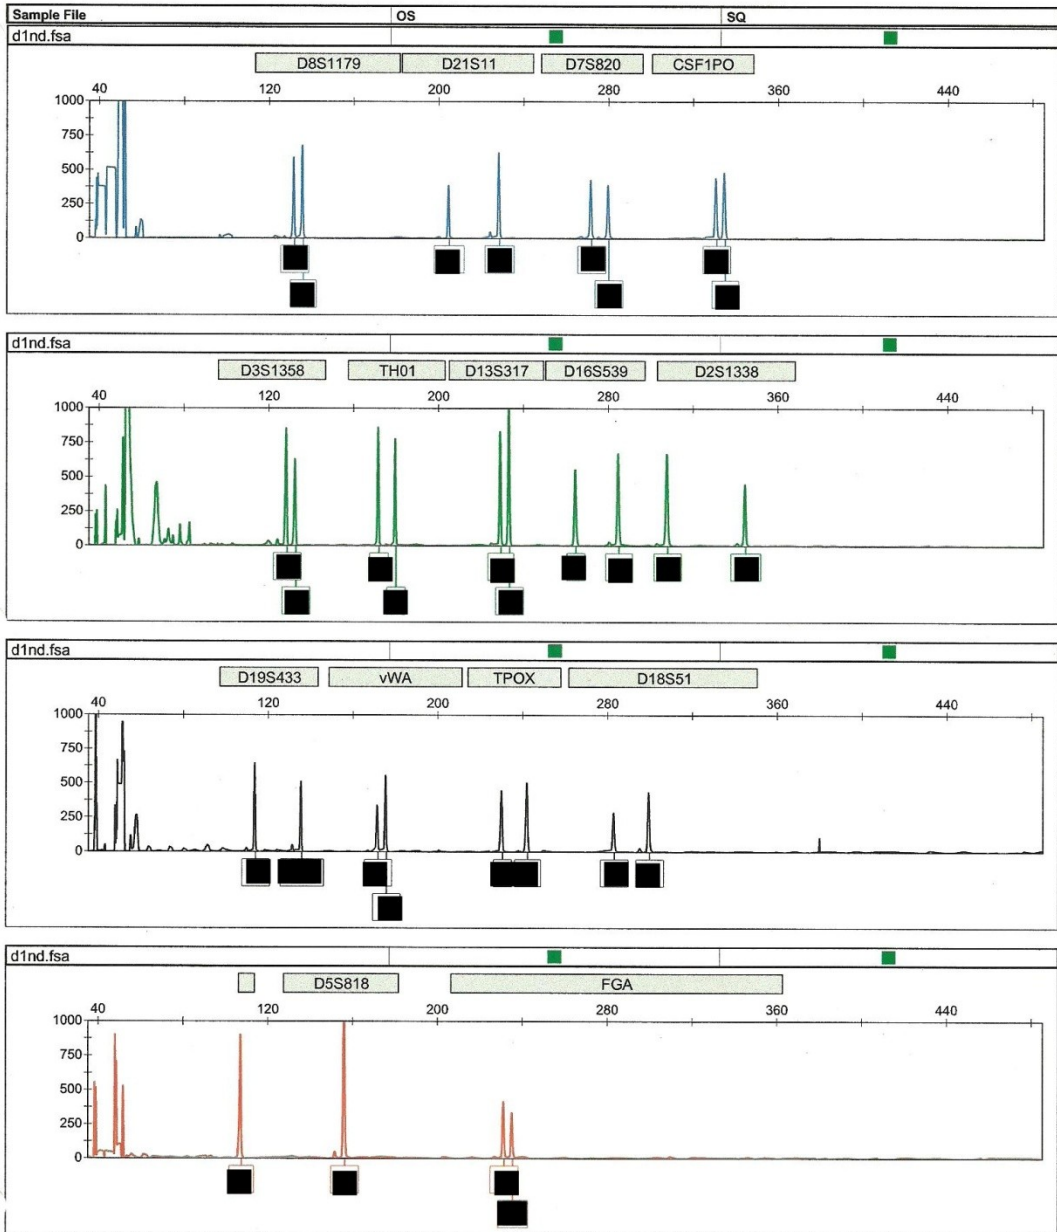 Sample File OS SQ
d1nd.fsa
D8S1179 D21S11 D7S820 CSF1PO
40 120 200 280 360 440
1000
750
500
250
0
d1nd.fsa
D3S1358 TH01 D13S317 D16S539 D2S1338
40 120 200 280 360 440
1000
750
500
250
0
d1nd.fsa
D19S433 vWA TPOX D18S51
40 120 200 280 360 440
1000
750
500
250
0
d1nd.fsa
D5S818 FGA
40 120 200 280 360 440
1000
750
500
250
0